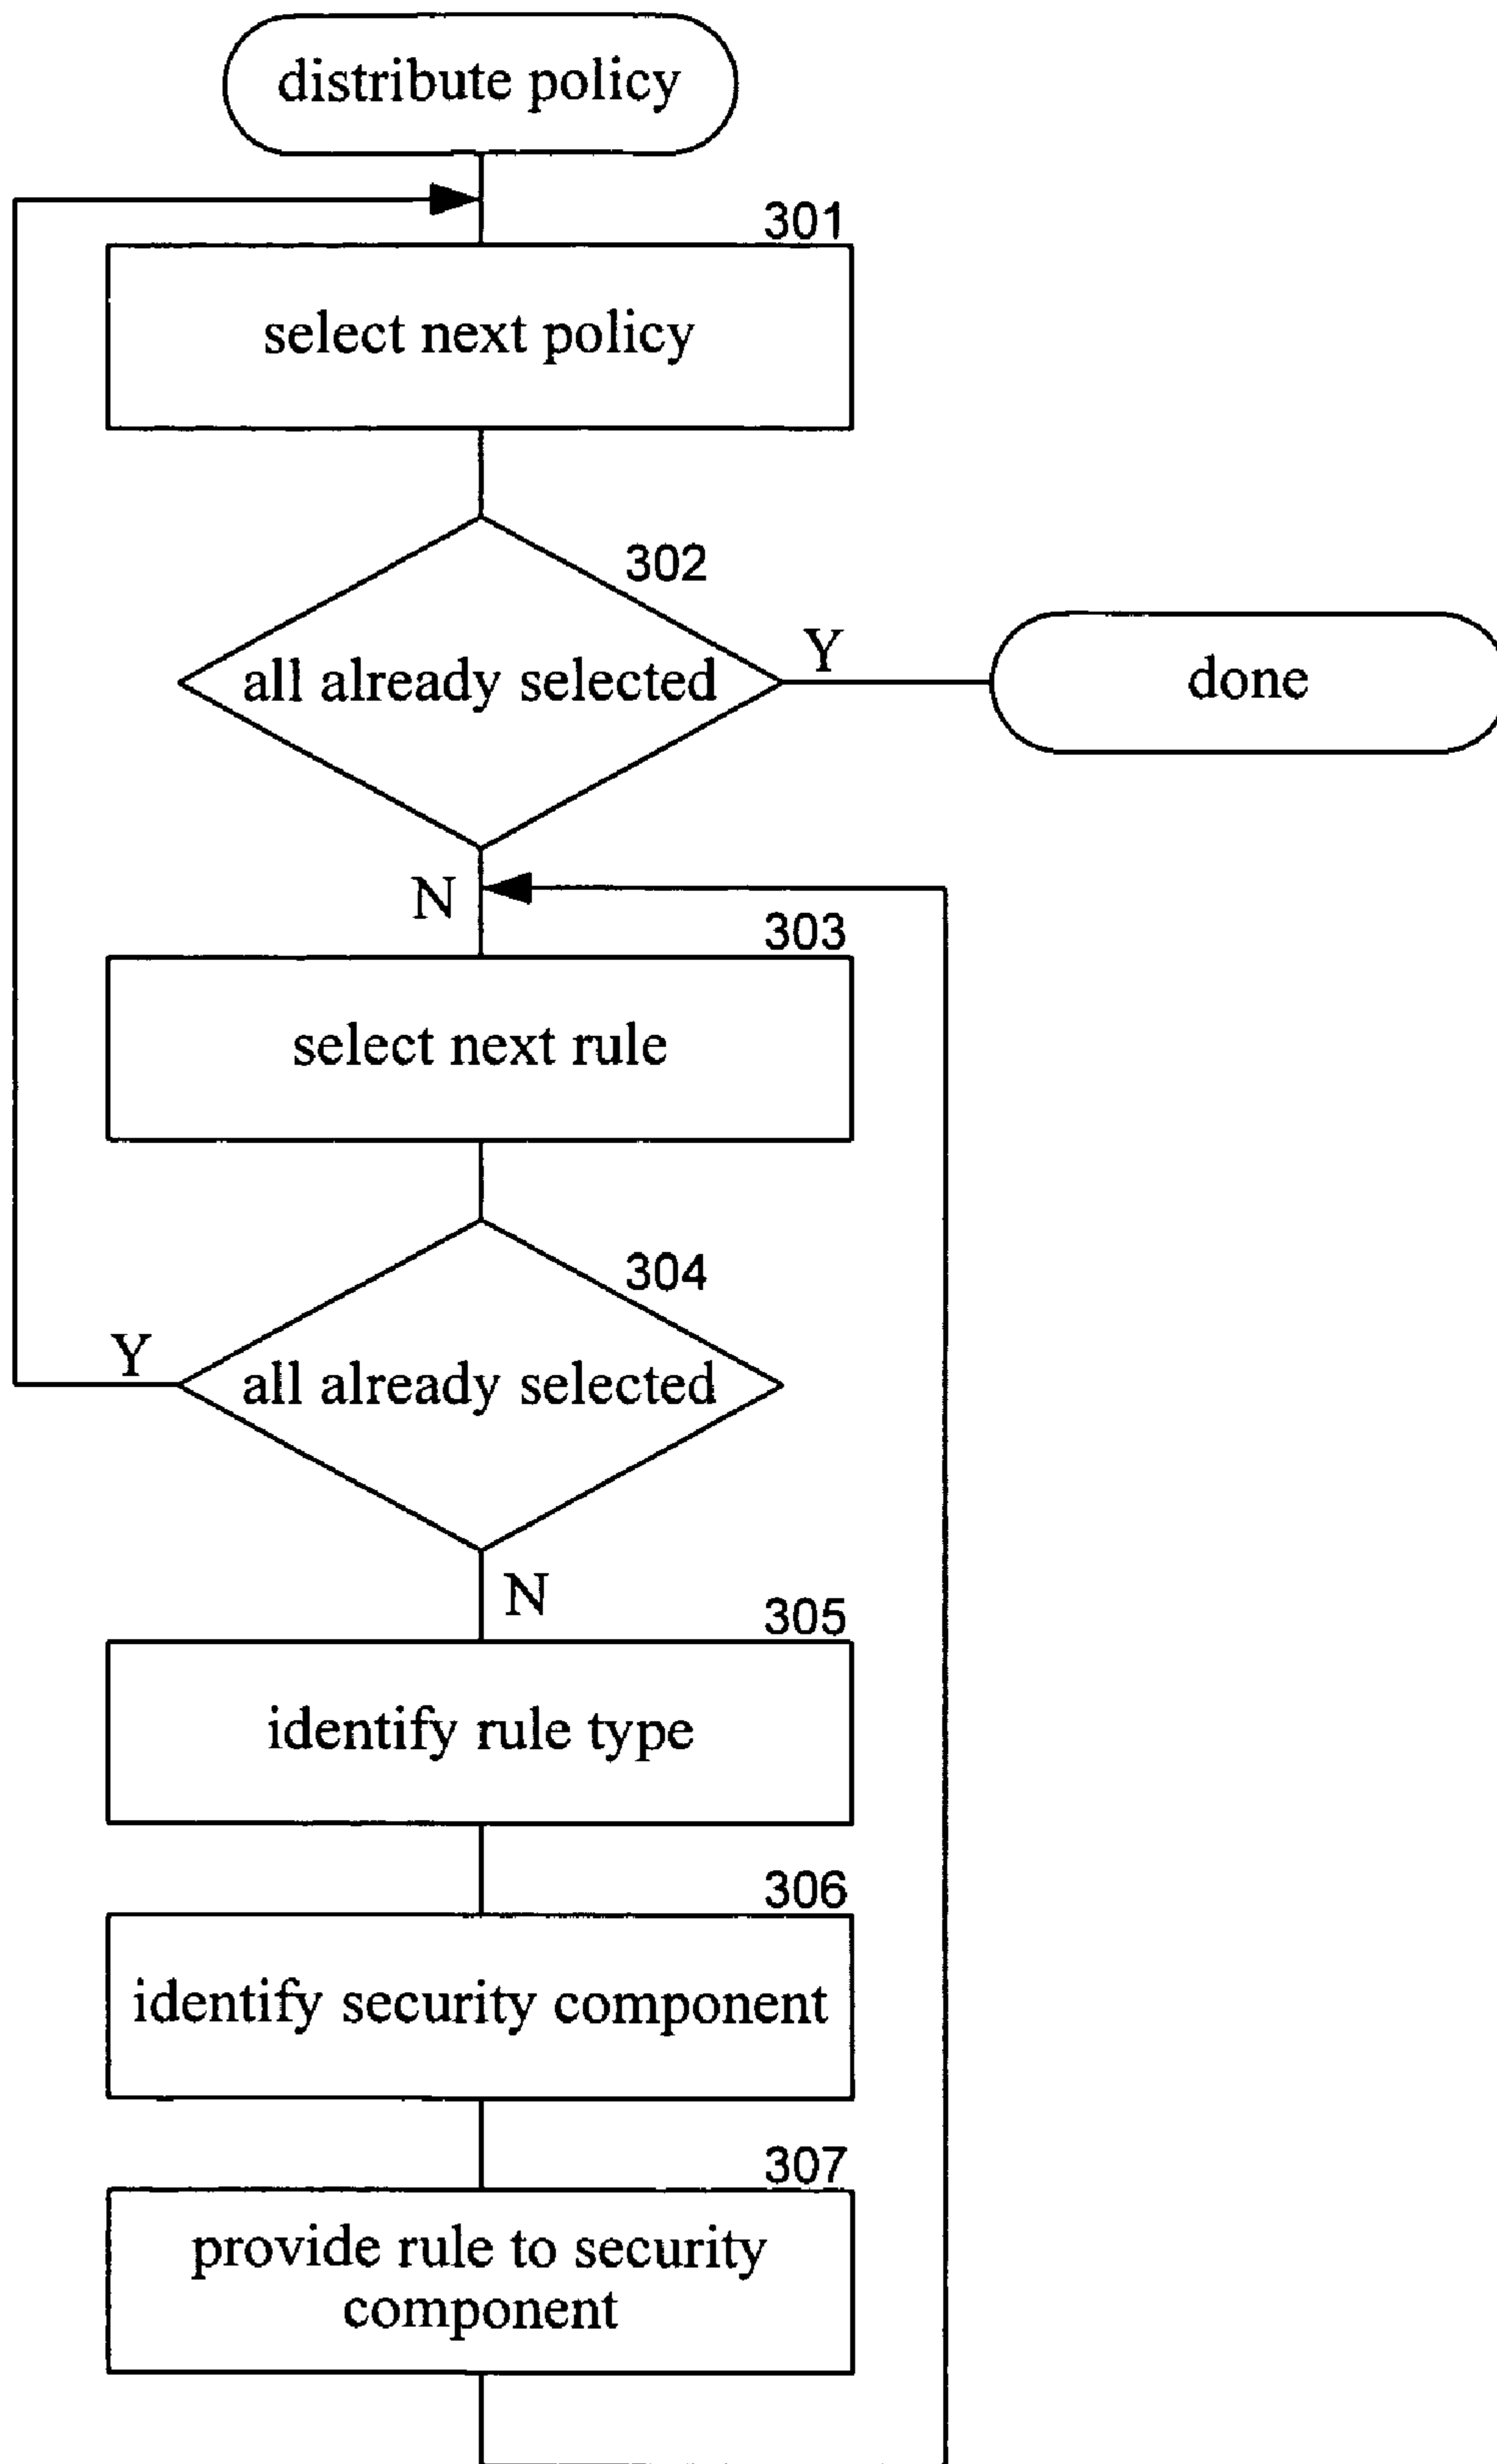 distribute policy
301
select next policy
302
all already selected
Y
done
N
303
select next rule
304
all already selected
Y
N
305
identify rule type
306
identify security component
307
provide rule to security
component